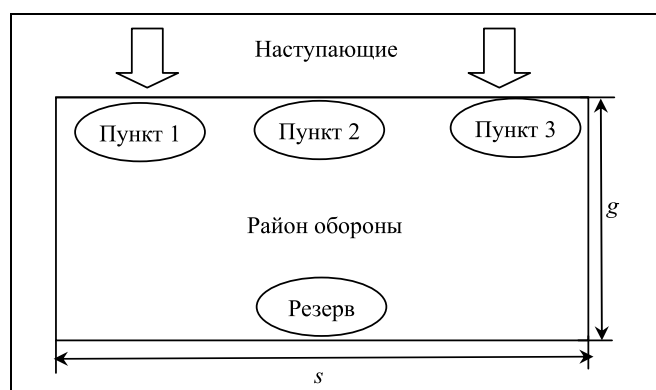 Наступающие
Пункт 1 Пункт 2 Пункт 3
g
Район обороны
Резерв
s